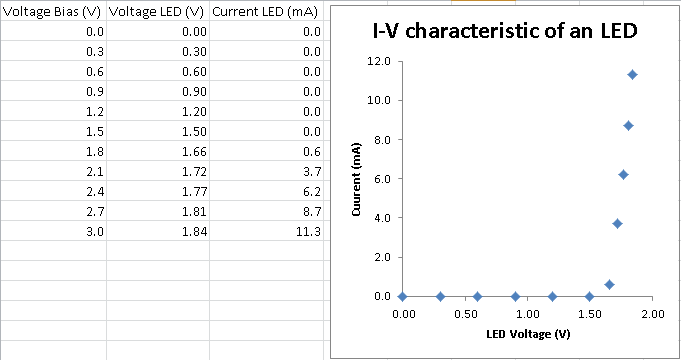 Voltage Bias (V) Voltage LED (V) Current LED (mA)
0.0 0.00 0.0
0.3 0.30 0.0
0.6 0.60 0.0
0.9 0.90 0.0
1.2 1.20 0.0
1.5 1.50 0.0
1.8 1.66 0.6
2.1 1.72 3.7
2.4 1.77 6.2
2.7 1.81 8.7
3.0 1.84 11.3
I-V characteristic of an LED
12.0
10.0
8.0
6.0
4.0
2.0
0.0
Cuurent (mA)
0.00 0.50 1.00 1.50 2.00
LED Voltage (V)